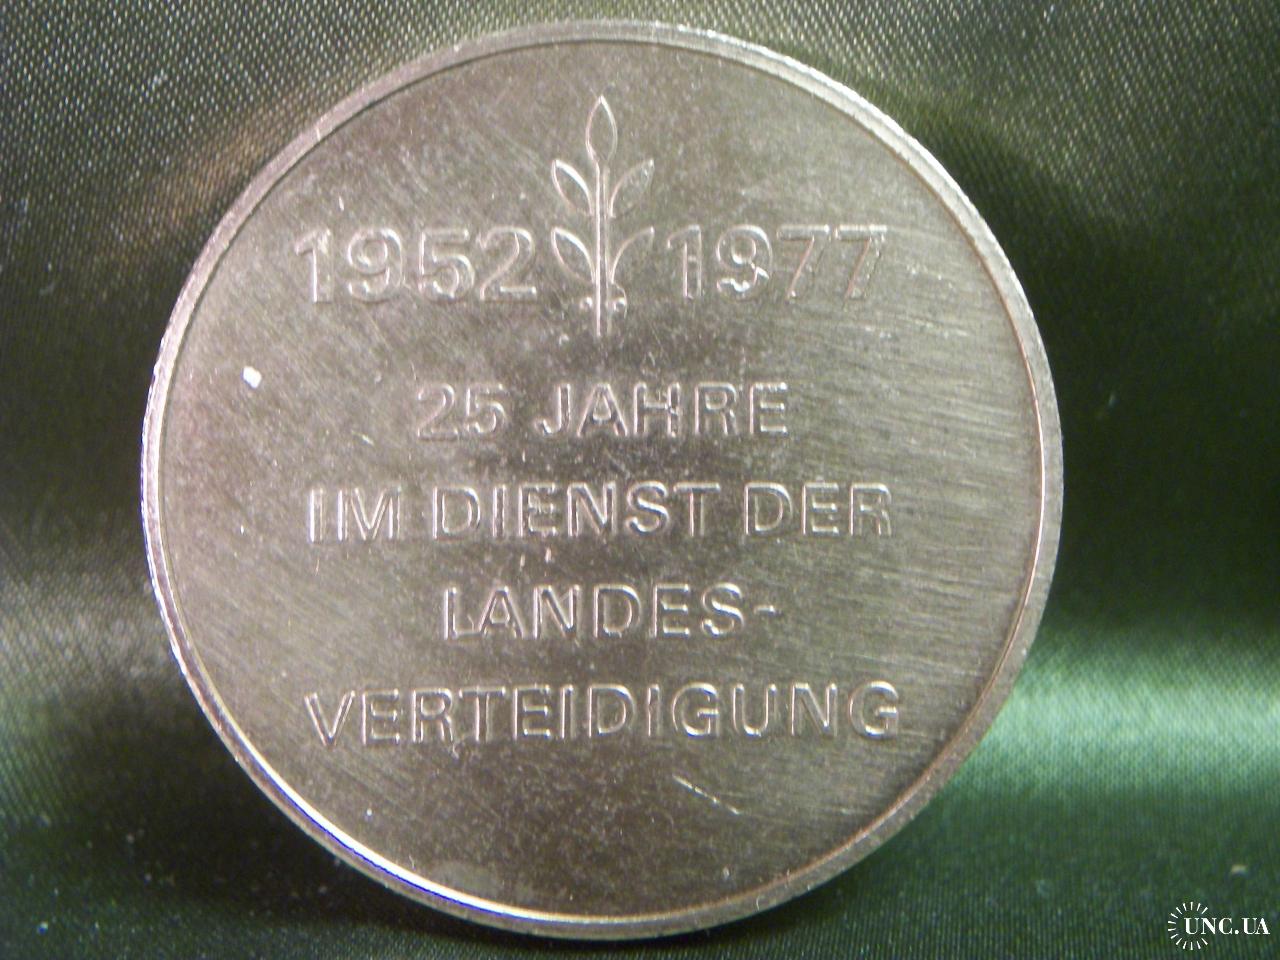 1952 1977
25 JAHRE
IM DIENST DER
LANDES-
VERTEIDIGUNG
UNC.UA